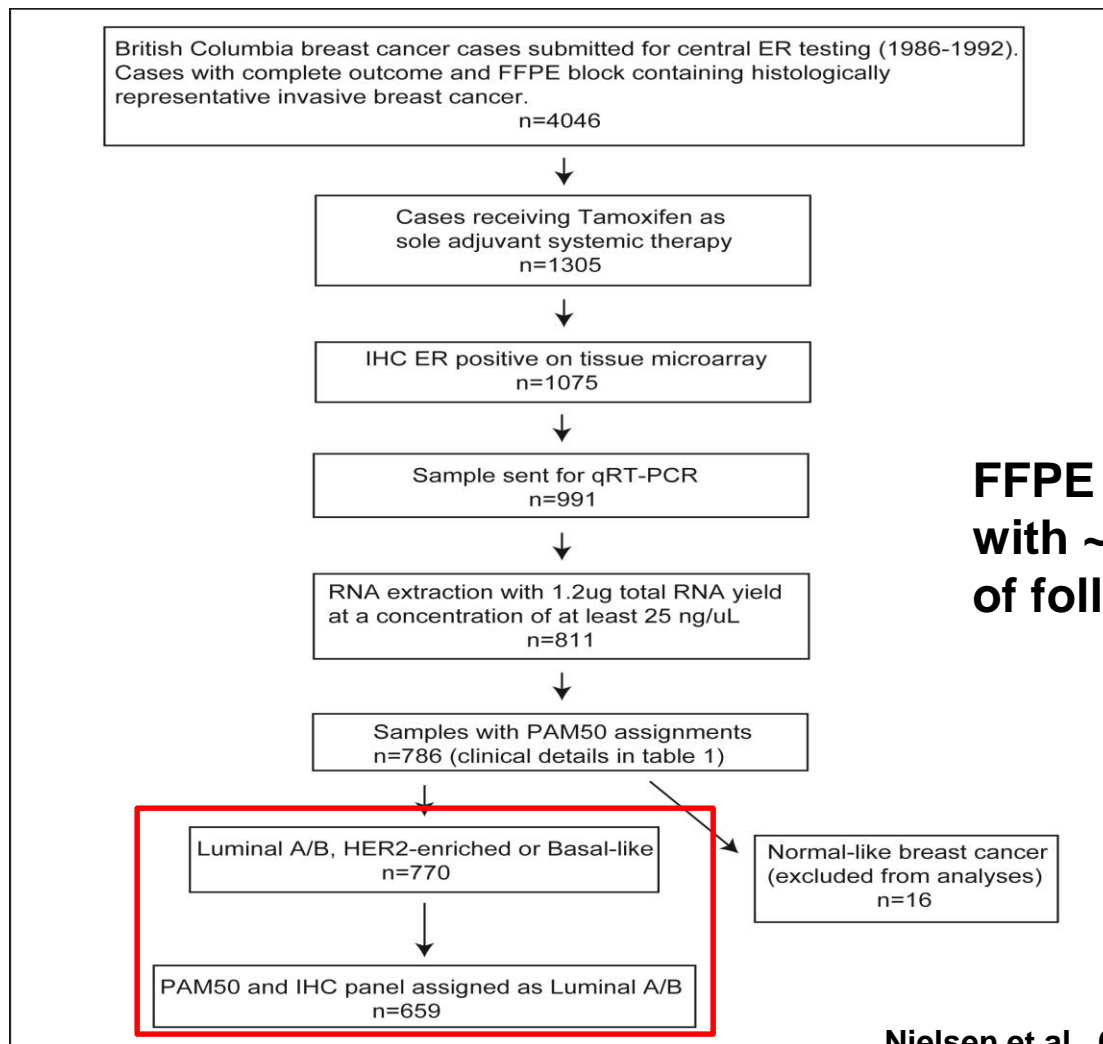 British Columbia breast cancer cases submitted for central ER testing (1986-1992).
Cases with complete outcome and FFPE block containing histologically
representative invasive breast cancer.
n=4046
Cases receiving Tamoxifen as
sole adjuvant systemic therapy
n=1305
IHC ER positive on tissue microarray
n=1075
Sample sent for qRT-PCR
n=991
FFPE
with ~
of foll
RNA extraction with 1.2ug total RNA yield
at a concentration of at least 25 ng/uL
n=811
Samples with PAM50 assignments
n=786 (clinical details in table 1)
Luminal A/B, HER2-enriched or Basal-like
n=770
Normal-like breast cancer
(excluded from analyses)
n=16
PAM50 and IHC panel assigned as Luminal A/B
n=659
Nielsen et al.,